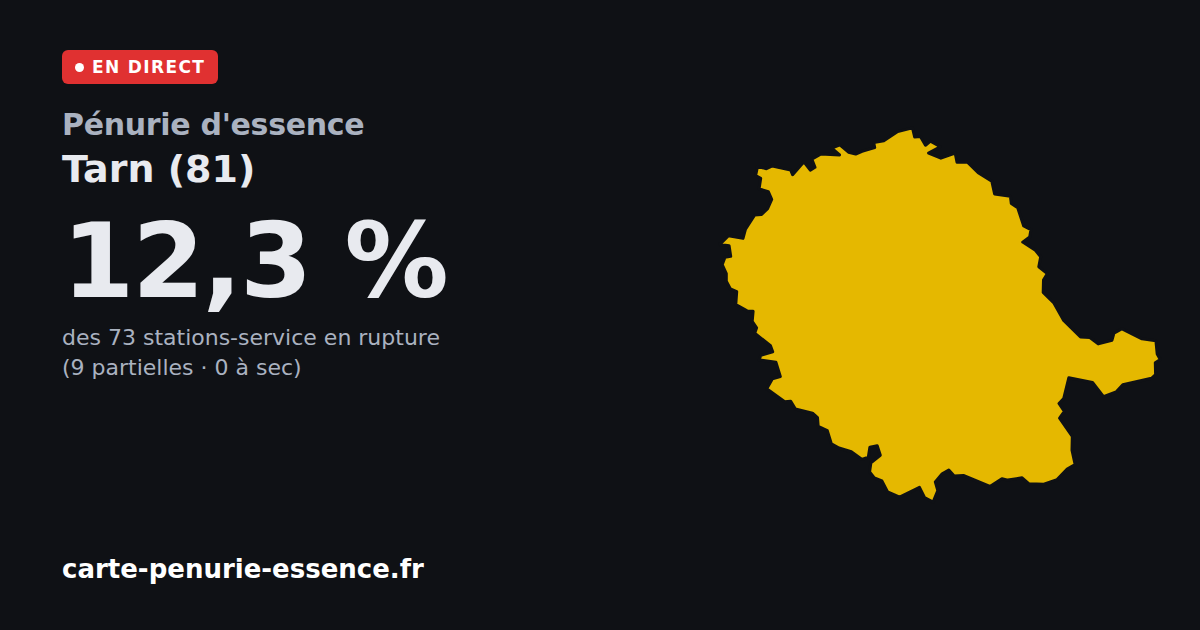 EN DIRECT
Pénurie d'essence
Tarn (81)
12,3 %
des 73 stations-service en rupture
(9 partielles · 0 à sec)
carte-penurie-essence.fr